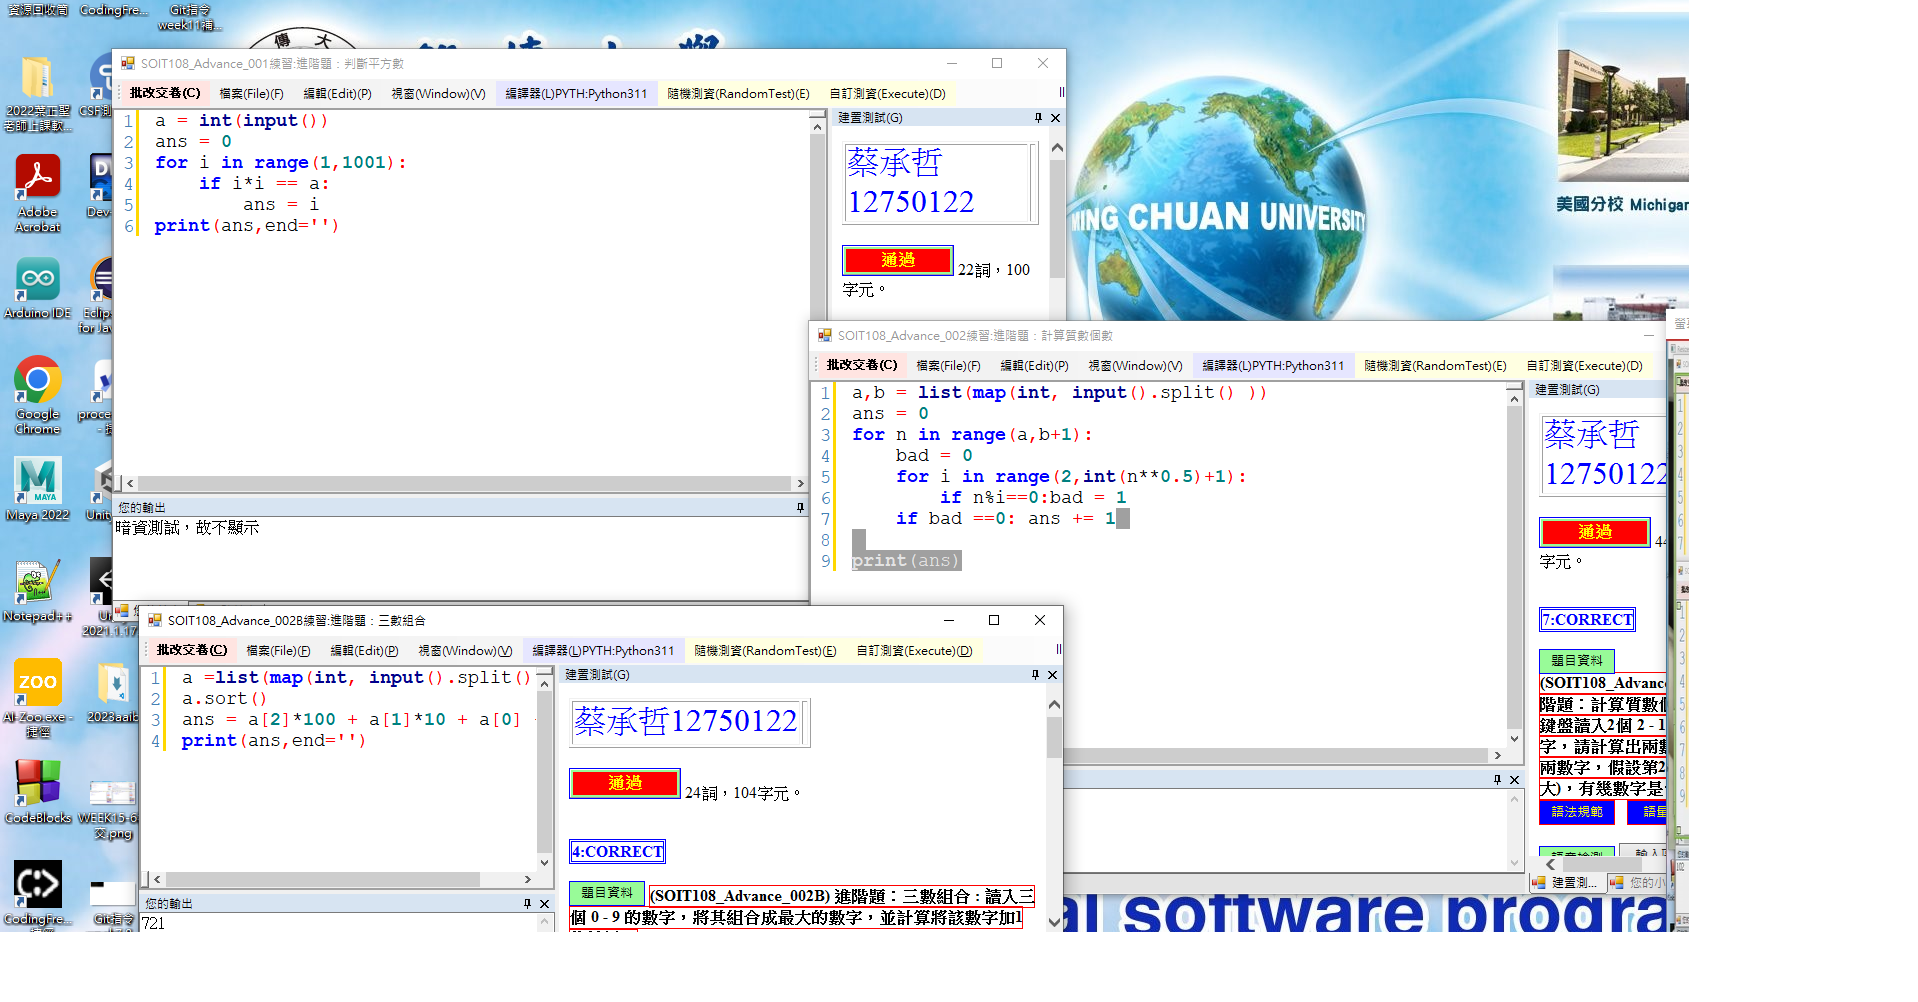 資源回收筒 CodingFre... Git指令
week11補...
2022葉正聖
老師上課軟... CSF測
Adobe
Acrobat
Dev-
Arduino IDE
Eclip
for Jav
Google
Chrome
proce
Maya 2022 Unity
Notepad++
2021.1.17
AI-Zoo.exe -
捷徑
2023aaib
CodeBlocks WEEK15-6
交.png
CodingFre... Git指令
捷徑
SOIT108_Advance_001練習:進階題：判斷平方數
批改交卷(C) 檔案(File)(F) 編輯(Edit)(P) 視窗(Window)(V) 編譯器(L)PYTH:Python311 隨機測資(RandomTest)(E) 自訂測資(Execute)(D)
1 a = int(input())
2 ans = 0
3 for i in range(1,1001):
4     if i*i == a:
5         ans = i
6 print(ans,end='')
建置測試(G)
蔡承哲
12750122
通過 22詞，100
字元。
您的輸出
暗資測試，故不顯示
MING CHUAN UNIVERSITY
美國分校 Michigan
SOIT108_Advance_002練習:進階題：計算質數個數
批改交卷(C) 檔案(File)(F) 編輯(Edit)(P) 視窗(Window)(V) 編譯器(L)PYTH:Python311 隨機測資(RandomTest)(E) 自訂測資(Execute)(D)
1 a,b = list(map(int, input().split() ))
2 ans = 0
3 for n in range(a,b+1):
4     bad = 0
5     for i in range(2,int(n**0.5)+1):
6         if n%i==0:bad = 1
7     if bad ==0: ans += 1
8
9 print(ans)
建置測試(G)
蔡承哲
12750122
通過 44
字元。
7:CORRECT
題目資料
(SOIT108_Advance
階題：計算質數個
鍵盤讀入2個 2 - 1
字，請計算出兩數
兩數字，假設第2
大)，有幾數字是
語法規範 語量
建置測... 您的小
SOIT108_Advance_002B練習:進階題：三數組合
批改交卷(C) 檔案(File)(F) 編輯(Edit)(P) 視窗(Window)(V) 編譯器(L)PYTH:Python311 隨機測資(RandomTest)(E) 自訂測資(Execute)(D)
1 a =list(map(int, input().split()
2 a.sort()
3 ans = a[2]*100 + a[1]*10 + a[0]
4 print(ans,end='')
建置測試(G)
蔡承哲12750122
通過 24詞，104字元。
4:CORRECT
題目資料 (SOIT108_Advance_002B) 進階題：三數組合：讀入三
個 0 - 9 的數字，將其組合成最大的數字，並計算將該數字加1
您的輸出
721
al software progra